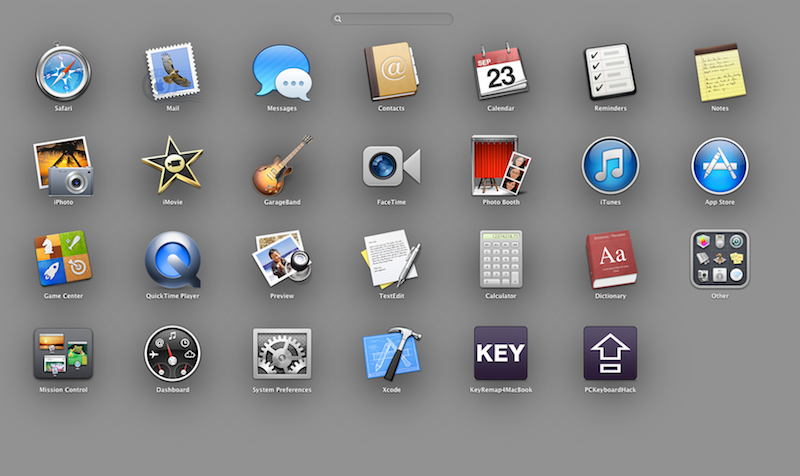 Safari
Mail
Messages
Contacts
SEP
23
Calendar
Reminders
Notes
iPhoto
iMovie
GarageBand
FaceTime
Photo Booth
iTunes
App Store
Game Center
QuickTime Player
Preview
TextEdit
Calculator
Aa
Dictionary
Other
Mission Control
Dashboard
System Preferences
Xcode
KEY
KeyRemap4MacBook
PCKeyboardHack